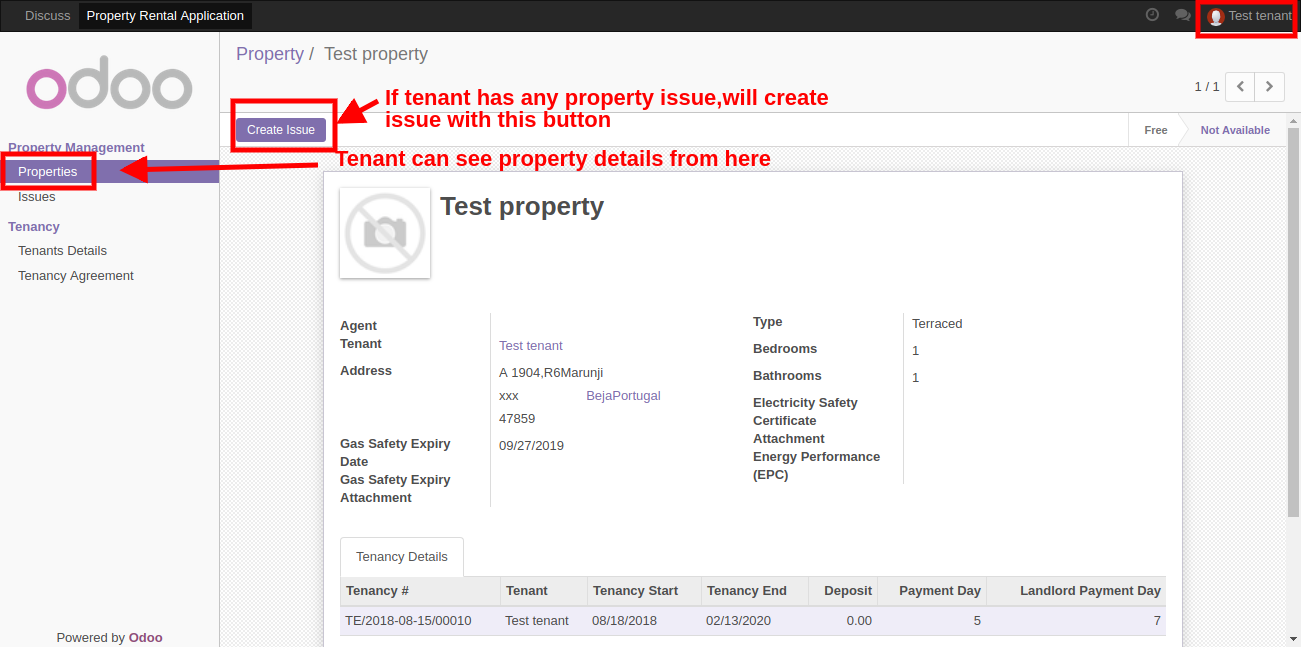 Discuss Property Rental Application Test tenant
odoo
Property / Test property
1 / 1
If tenant has any property issue,will create
issue with this button
Create Issue
Free Not Available
Property Management
Tenant can see property details from here
Properties
Issues
Tenancy
Tenants Details
Tenancy Agreement
Test property
Agent
Tenant Test tenant
Address A 1904,R6Marunji
xxx BejaPortugal
47859
Gas Safety Expiry
Date 09/27/2019
Gas Safety Expiry
Attachment
Type Terraced
Bedrooms 1
Bathrooms 1
Electricity Safety
Certificate
Attachment
Energy Performance
(EPC)
Tenancy Details
Tenancy # Tenant Tenancy Start Tenancy End Deposit Payment Day Landlord Payment Day
TE/2018-08-15/00010 Test tenant 08/18/2018 02/13/2020 0.00 5 7
Powered by Odoo